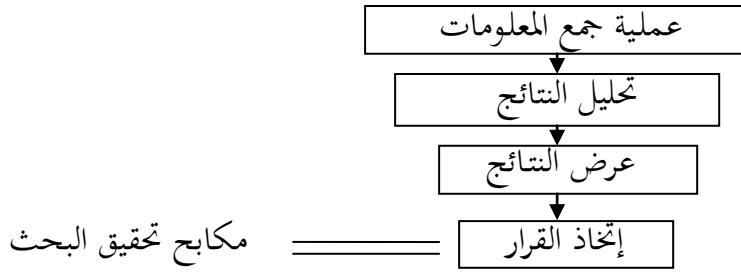 عملية جمع المعلومات
تحليل النتائج
عرض النتائج
إتخاذ القرار
مكابح تحقيق البحث